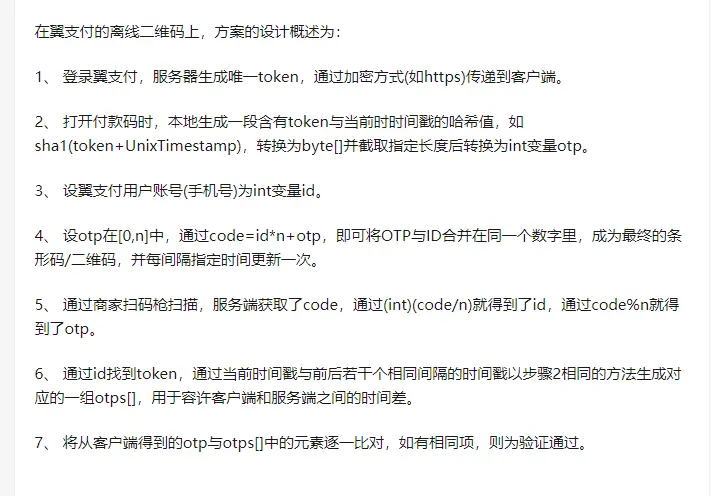 在翼支付的离线二维码上，方案的设计概述为：
1、 登录翼支付，服务器生成唯一token，通过加密方式(如https)传递到客户端。
2、 打开付款码时，本地生成一段含有token与当前时时间戳的哈希值，如
sha1(token+UnixTimestamp)，转换为byte[]并截取指定长度后转换为int变量otp。
3、 设翼支付用户账号(手机号)为int变量id。
4、 设otp在[0,n]中，通过code=id*n+otp，即可将OTP与ID合并在同一个数字里，成为最终的条
形码/二维码，并每间隔指定时间更新一次。
5、 通过商家扫码枪扫描，服务端获取了code，通过(int)(code/n)就得到了id，通过code%n就得
到了otp。
6、 通过id找到token，通过当前时间戳与前后若干个相同间隔的时间戳以步骤2相同的方法生成对
应的一组otps[]，用于容许客户端和服务端之间的时间差。
7、 将从客户端得到的otp与otps[]中的元素逐一比对，如有相同项，则为验证通过。